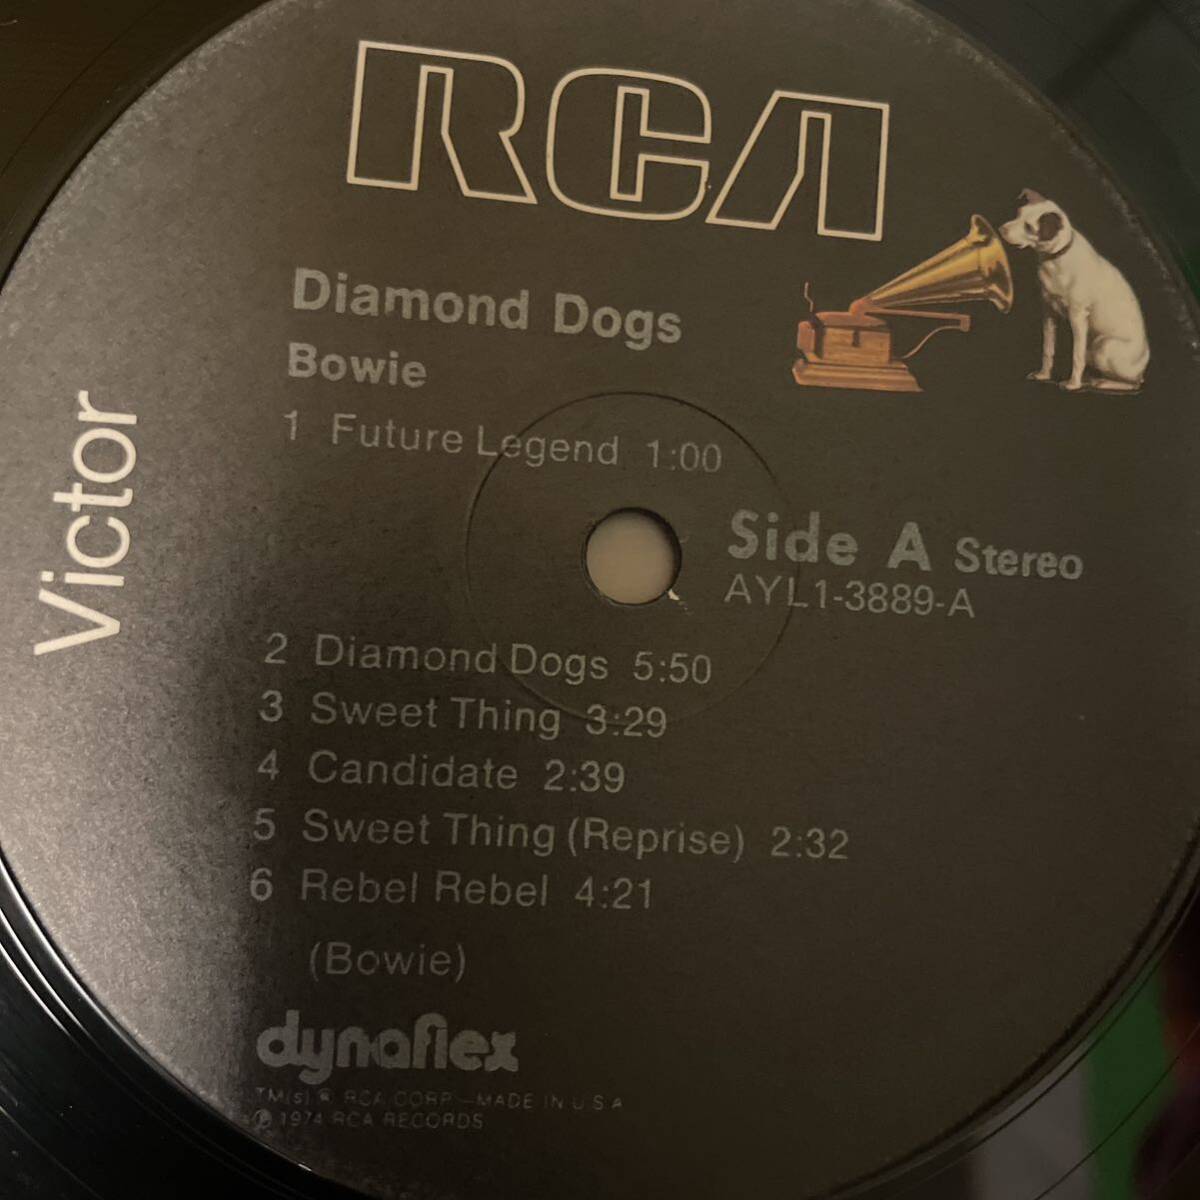 RCA
Victor
Diamond Dogs
Bowie
1 Future Legend 1:00
Side A Stereo
AYL1-3889-A
2 Diamond Dogs 5:50
3 Sweet Thing 3:29
4 Candidate 2:39
5 Sweet Thing (Reprise) 2:32
6 Rebel Rebel 4:21
(Bowie)
dynaflex
TM(s) ® RCA CORP.—MADE IN U.S.A
℗ 1974 RCA RECORDS